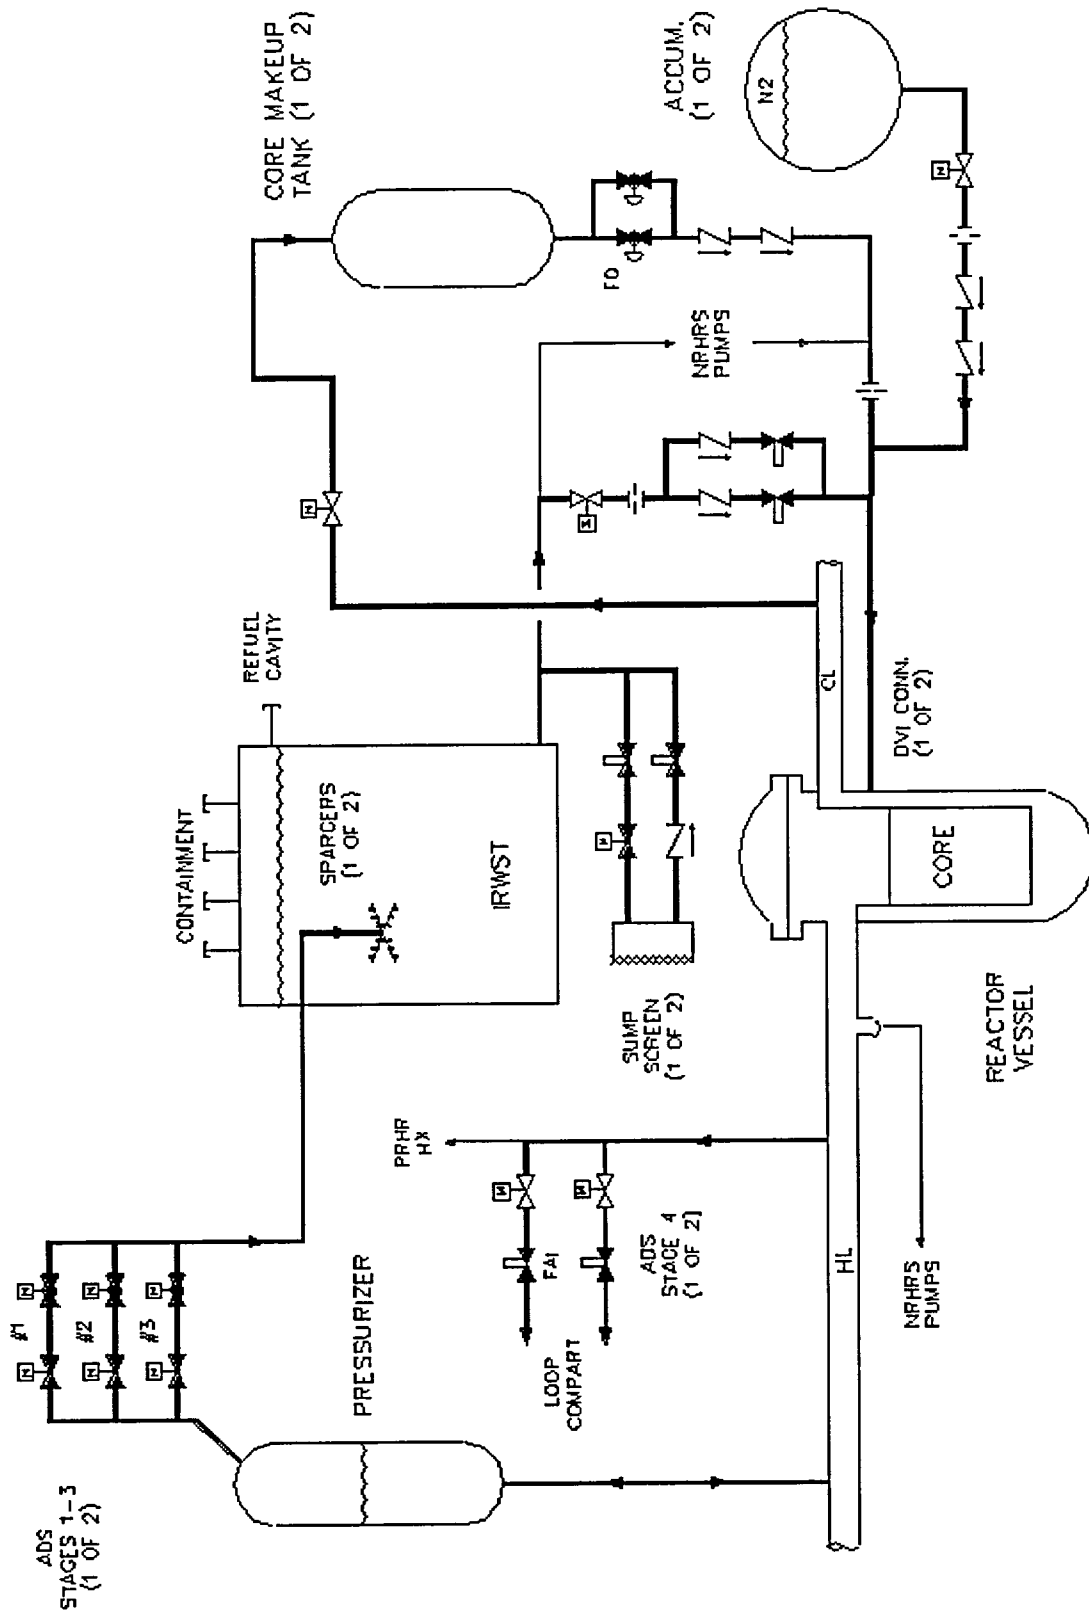 ADS
STAGES 1-3
(1 OF 2)
#1
#2
#3
M
M
M
M
M
M
PRESSURIZER
CONTAINMENT
REFUEL
CAVITY
SPARGERS
(1 OF 2)
IRWST
CORE MAKEUP
TANK (1 OF 2)
M
FO
ACCUM.
(1 OF 2)
N2
M
NRHRS
PUMPS
M
PRHR
HX
M
M
FAI
LOOP
COMPART
ADS
STAGE 4
(1 OF 2)
SUMP
SCREEN
(1 OF 2)
M
HL
CL
DVI CONN.
(1 OF 2)
CORE
REACTOR
VESSEL
NRHRS
PUMPS